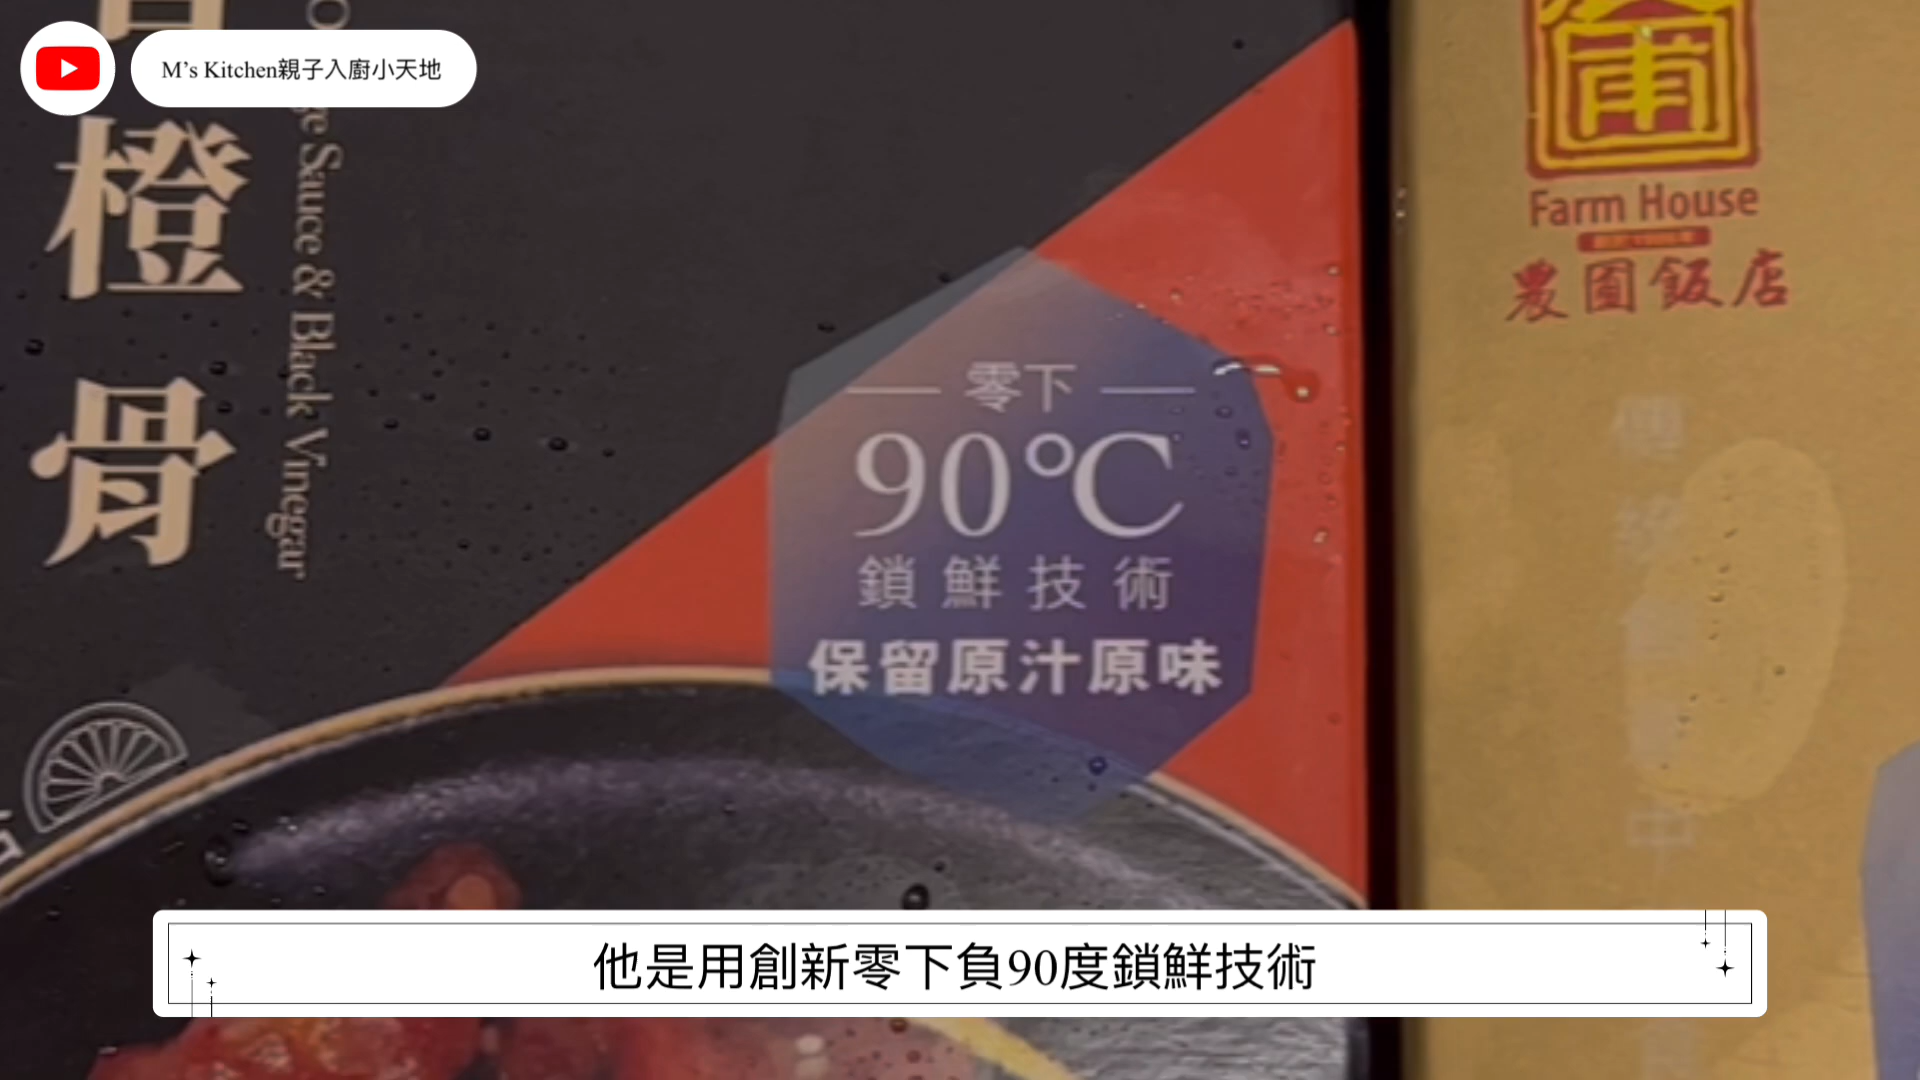 M's Kitchen親子入廚小天地
橙骨
ge Sauce & Black Vinegar
零下
90°C
鎖鮮技術
保留原汁原味
Farm House
農圃飯店
他是用創新零下負90度鎖鮮技術